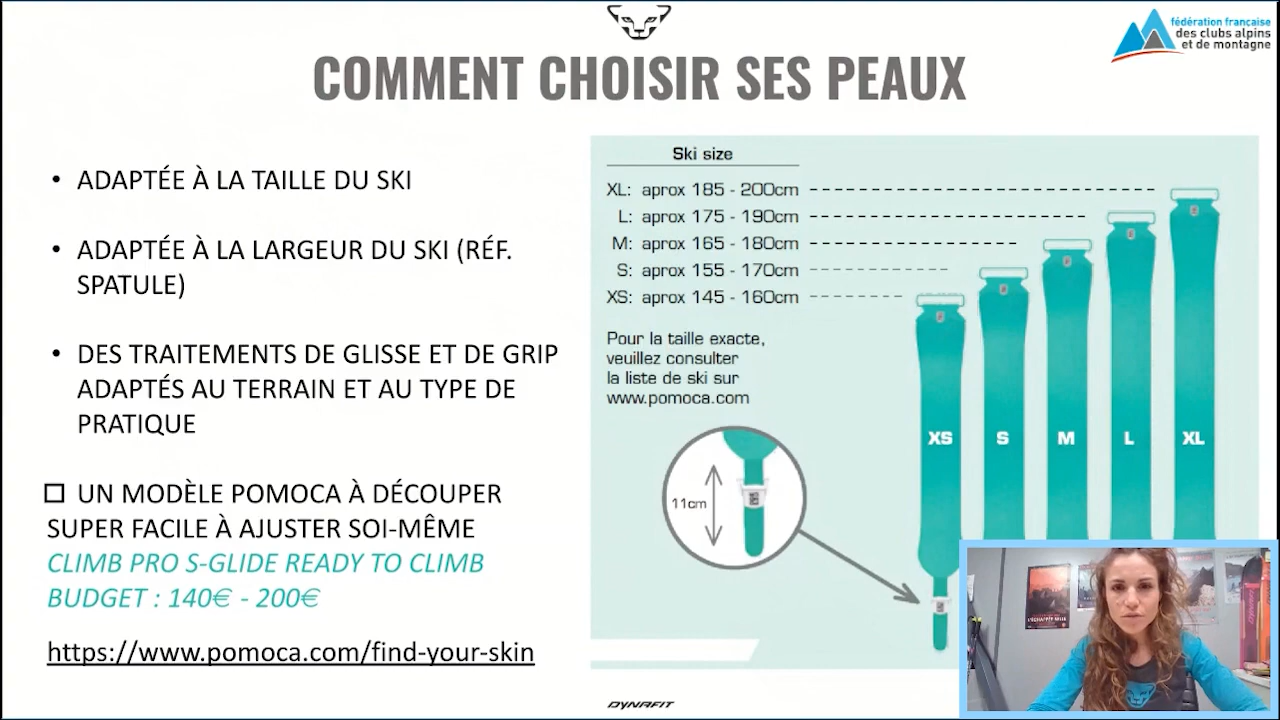 fédération française
des clubs alpins
et de montagne
COMMENT CHOISIR SES PEAUX
• ADAPTÉE À LA TAILLE DU SKI
• ADAPTÉE À LA LARGEUR DU SKI (RÉF.
SPATULE)
• DES TRAITEMENTS DE GLISSE ET DE GRIP
ADAPTÉS AU TERRAIN ET AU TYPE DE
PRATIQUE
UN MODÈLE POMOCA À DÉCOUPER
SUPER FACILE À AJUSTER SOI-MÊME
CLIMB PRO S-GLIDE READY TO CLIMB
BUDGET : 140€ - 200€
https://www.pomoca.com/find-your-skin
Ski size
XL: aprox 185 - 200cm
L: aprox 175 - 190cm
M: aprox 165 - 180cm
S: aprox 155 - 170cm
XS: aprox 145 - 160cm
Pour la taille exacte,
veuillez consulter
la liste de ski sur
www.pomoca.com
11cm
XS S M L XL
DYNAFIT